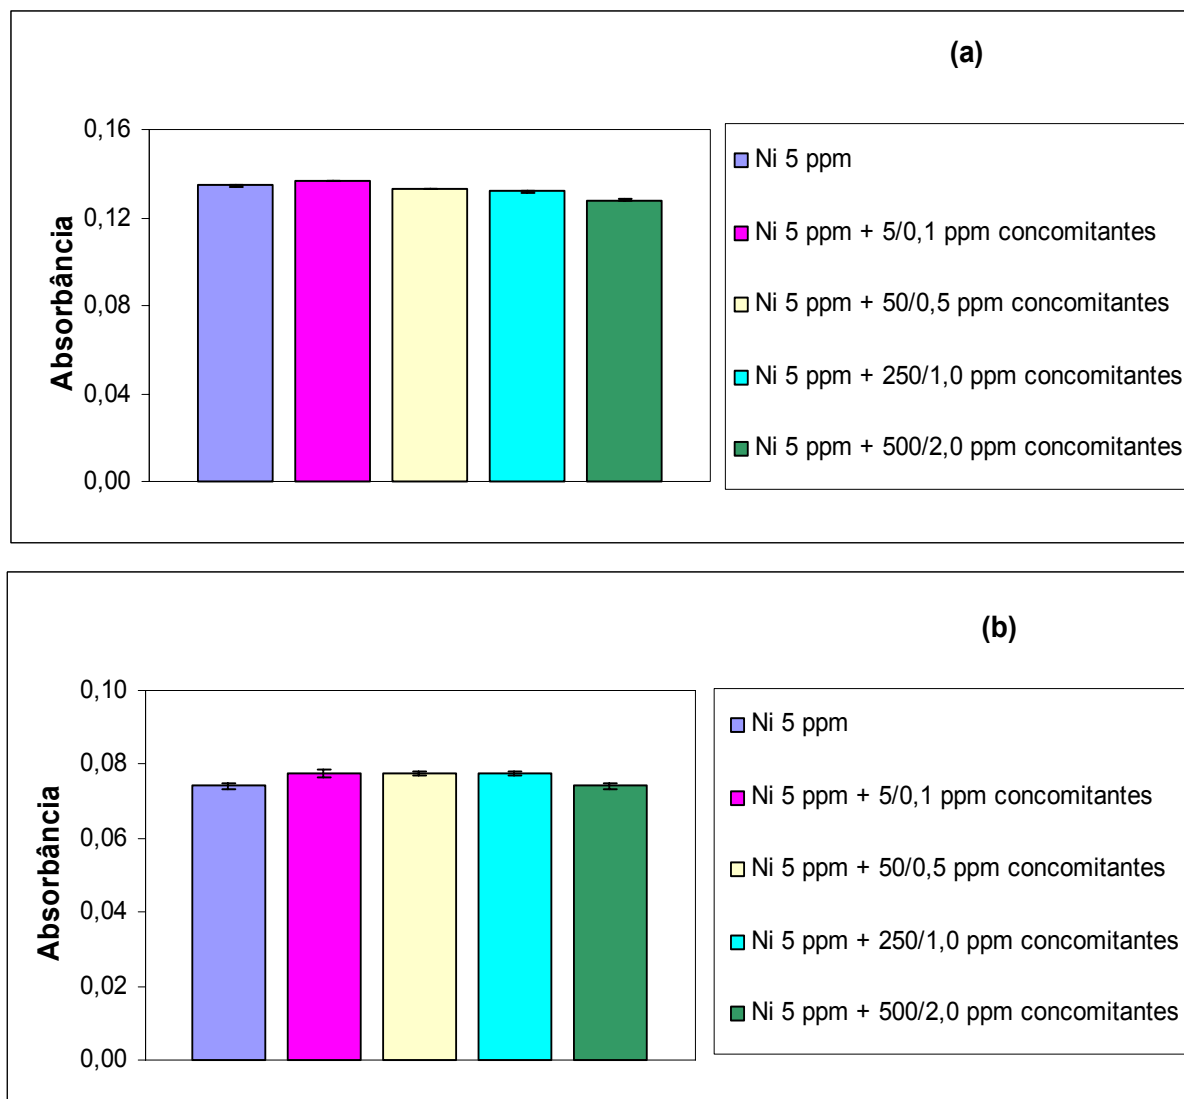 (a)
Absorbância
0,16
0,12
0,08
0,04
0,00
Ni 5 ppm
Ni 5 ppm + 5/0,1 ppm concomitantes
Ni 5 ppm + 50/0,5 ppm concomitantes
Ni 5 ppm + 250/1,0 ppm concomitantes
Ni 5 ppm + 500/2,0 ppm concomitantes
(b)
Absorbância
0,10
0,08
0,06
0,04
0,02
0,00
Ni 5 ppm
Ni 5 ppm + 5/0,1 ppm concomitantes
Ni 5 ppm + 50/0,5 ppm concomitantes
Ni 5 ppm + 250/1,0 ppm concomitantes
Ni 5 ppm + 500/2,0 ppm concomitantes